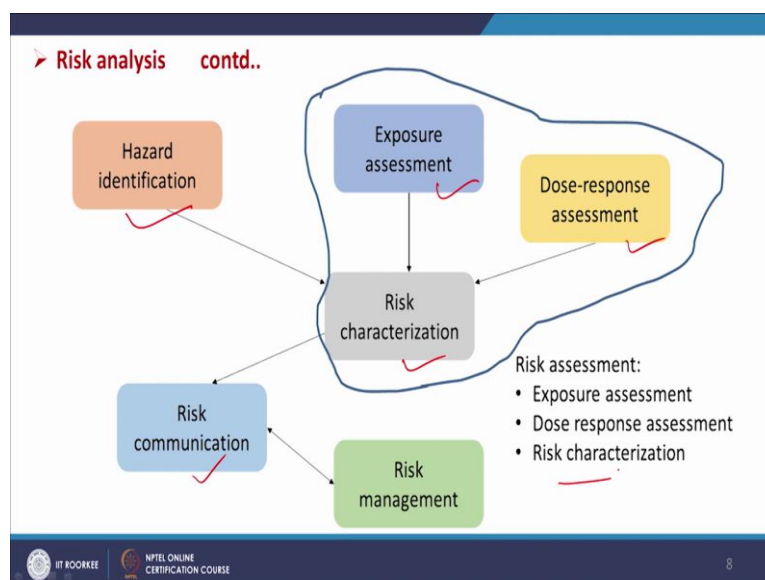 Risk analysis contd..
Hazard
identification
Exposure
assessment
Dose-response
assessment
Risk
characterization
Risk
communication
Risk
management
Risk assessment:
• Exposure assessment
• Dose response assessment
• Risk characterization
IIT ROORKEE
NPTEL ONLINE
CERTIFICATION COURSE
8